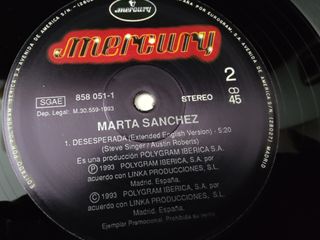 mercury
mercury
SGAE
858 051-1
Dep. Legal: M.30.559-1993
STEREO
2
45
MARTA SANCHEZ
1. DESESPERADA (Extended English Version) - 5:20
(Steve Singer / Austin Roberts)
Es una producción POLYGRAM IBERICA, S.A. por
acuerdo con LINKA PRODUCCIONES, S.L.
Ⓟ 1993 POLYGRAM IBERICA, S.A.
Madrid. España.
© 1993 POLYGRAM IBERICA, S.A. por
acuerdo con LINKA PRODUCCIONES, S.L.
Madrid. España.
Ejemplar Promocional. Prohibida su venta